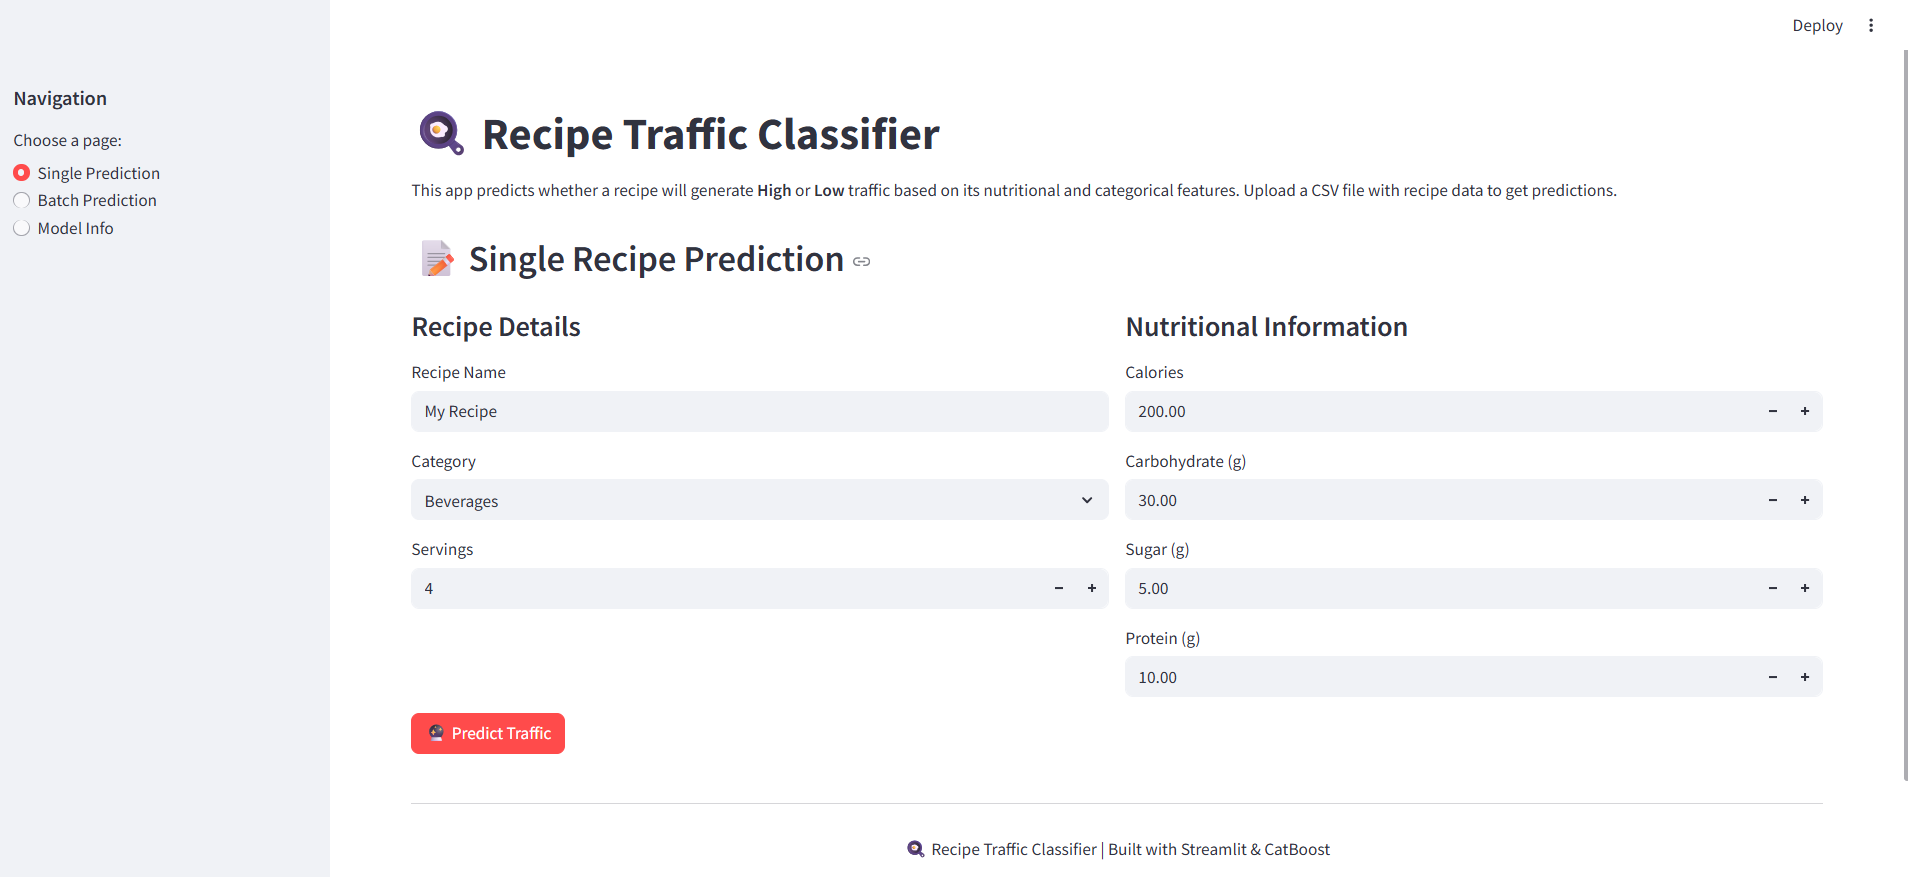 Deploy
Navigation
Choose a page:
Single Prediction
Batch Prediction
Model Info
Recipe Traffic Classifier
This app predicts whether a recipe will generate High or Low traffic based on its nutritional and categorical features. Upload a CSV file with recipe data to get predictions.
Single Recipe Prediction
Recipe Details
Recipe Name
My Recipe
Category
Beverages
Servings
4
Nutritional Information
Calories
200.00
Carbohydrate (g)
30.00
Sugar (g)
5.00
Protein (g)
10.00
Predict Traffic
Recipe Traffic Classifier | Built with Streamlit & CatBoost